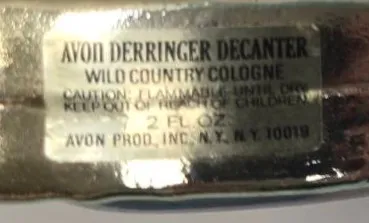 AVON DERRINGER DECANTER
WILD COUNTRY COLOGNE
CAUTION: FLAMMABLE UNTIL DRY
KEEP OUT OF REACH OF CHILDREN
2 FL OZ
AVON PROD., INC. N.Y., N.Y. 10019